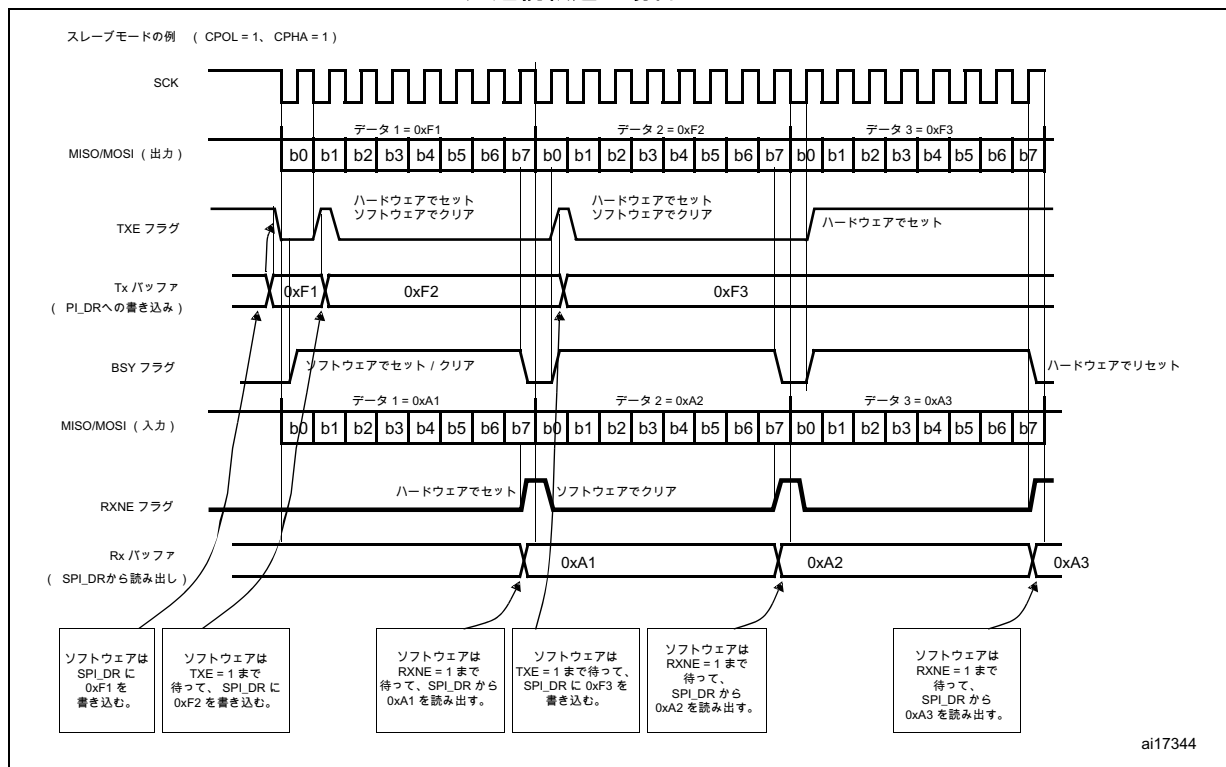 スレーブモードの例 ( CPOL = 1、 CPHA = 1 )
SCK
データ 1 = 0xF1
データ 2 = 0xF2
データ 3 = 0xF3
MISO/MOSI ( 出力 )
b0 b1 b2 b3 b4 b5 b6 b7 b0 b1 b2 b3 b4 b5 b6 b7 b0 b1 b2 b3 b4 b5 b6 b7
TXE フラグ
ハードウェアでセット
ソフトウェアでクリア
ハードウェアでセット
ソフトウェアでクリア
ハードウェアでセット
Tx バッファ
( PI_DRへの書き込み )
0xF1
0xF2
0xF3
BSY フラグ
ソフトウェアでセット / クリア
ハードウェアでリセット
データ 1 = 0xA1
データ 2 = 0xA2
データ 3 = 0xA3
MISO/MOSI ( 入力 )
b0 b1 b2 b3 b4 b5 b6 b7 b0 b1 b2 b3 b4 b5 b6 b7 b0 b1 b2 b3 b4 b5 b6 b7
RXNE フラグ
ハードウェアでセット
ソフトウェアでクリア
Rx バッファ
( SPI_DRから読み出し )
0xA1
0xA2
0xA3
ソフトウェアは
SPI_DR に
0xF1 を
書き込む。
ソフトウェアは
TXE = 1 まで
待って、 SPI_DR に
0xF2 を書き込む。
ソフトウェアは
RXNE = 1 まで
待って、SPI_DR から
0xA1 を読み出す。
ソフトウェアは
TXE = 1 まで待って、
SPI_DR に 0xF3 を
書き込む。
ソフトウェアは
RXNE = 1 まで
待って、
SPI_DR から
0xA2 を読み出す。
ソフトウェアは
RXNE = 1 まで
待って、
SPI_DR から
0xA3 を読み出す。
ai17344